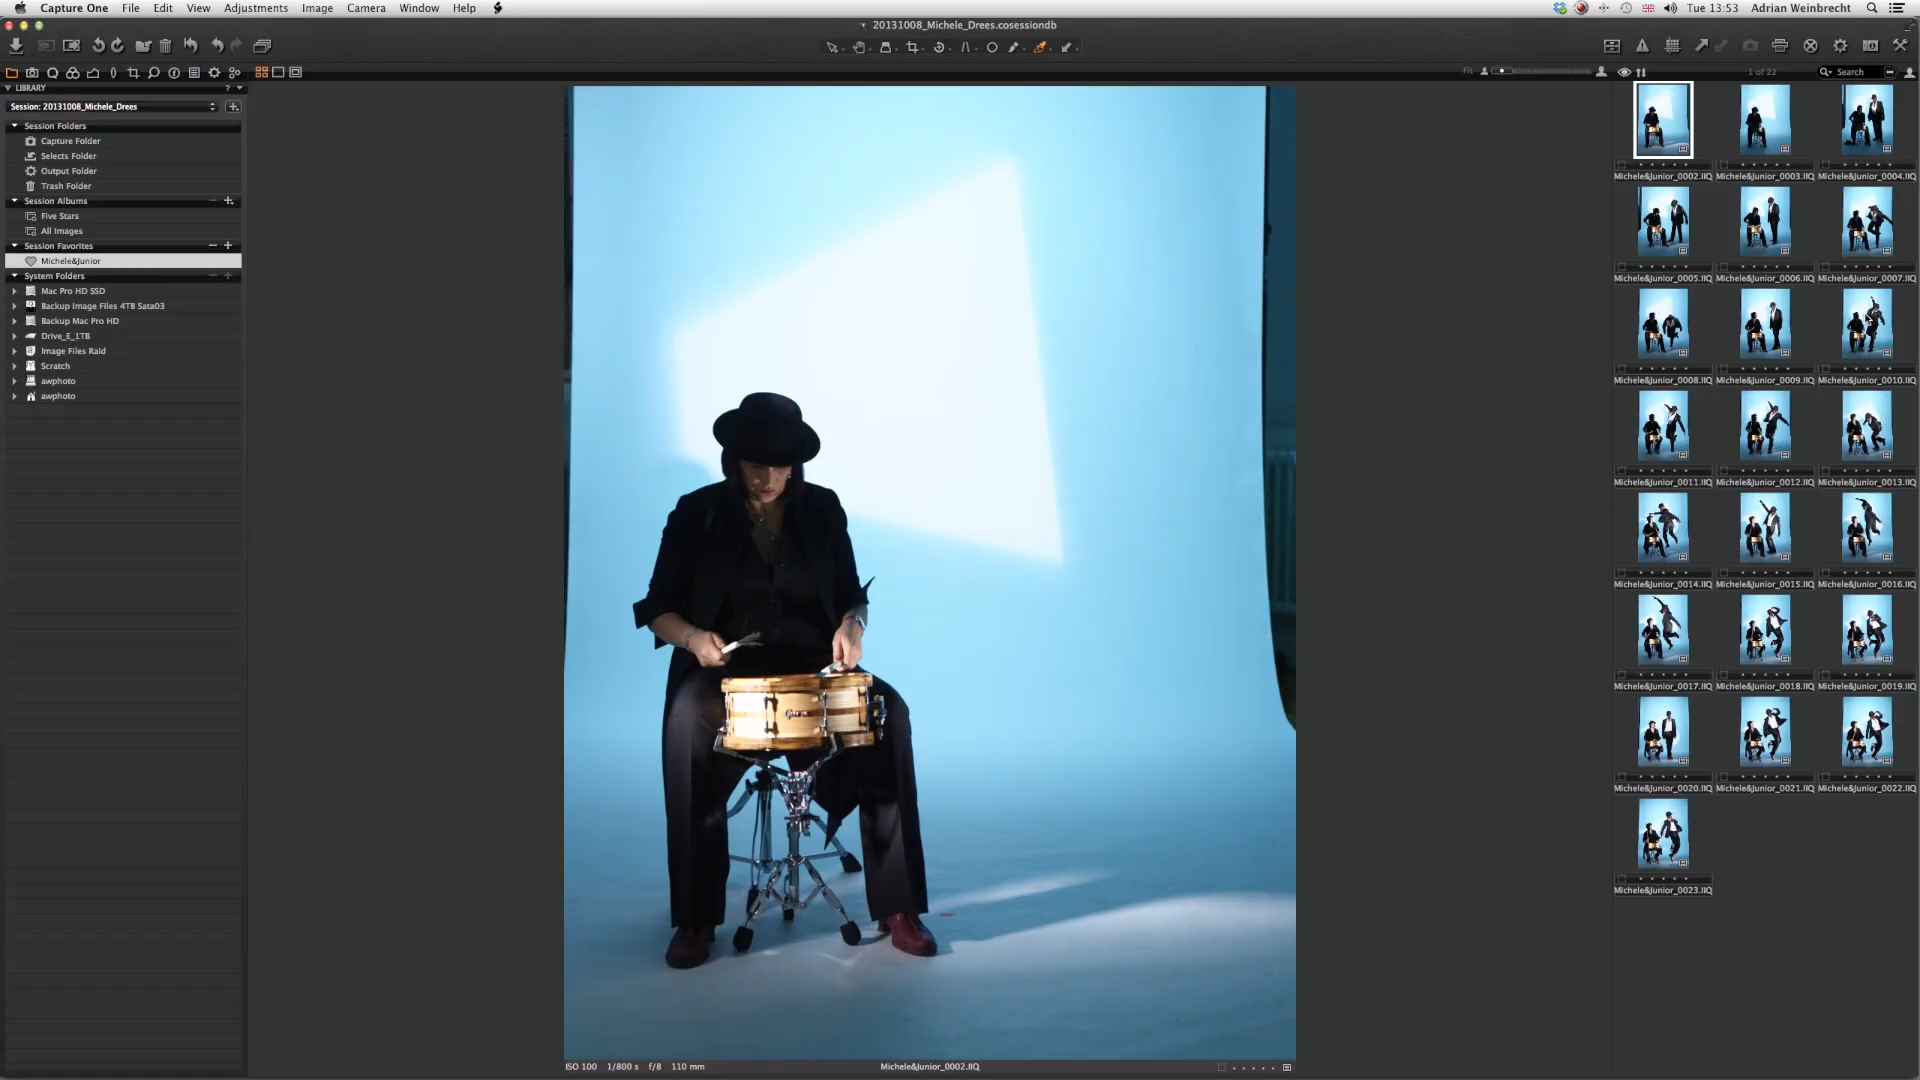 Capture One File Edit View Adjustments Image Camera Window Help Tue 13:53 Adrian Weinbrecht
20131008_Michele_Drees.cosessiondb
Fit 1 of 22 Search
LIBRARY ?
Session: 20131008_Michele_Drees
Session Folders
Capture Folder
Selects Folder
Output Folder
Trash Folder
Session Albums
Five Stars
All Images
Session Favorites
Michele&Junior
System Folders
Mac Pro HD SSD
Backup Image Files 4TB Sata03
Backup Mac Pro HD
Drive_E_1TB
Image Files Raid
Scratch
awphoto
awphoto
Michele&Junior_0002.IIQ Michele&Junior_0003.IIQ Michele&Junior_0004.IIQ
Michele&Junior_0005.IIQ Michele&Junior_0006.IIQ Michele&Junior_0007.IIQ
Michele&Junior_0008.IIQ Michele&Junior_0009.IIQ Michele&Junior_0010.IIQ
Michele&Junior_0011.IIQ Michele&Junior_0012.IIQ Michele&Junior_0013.IIQ
Michele&Junior_0014.IIQ Michele&Junior_0015.IIQ Michele&Junior_0016.IIQ
Michele&Junior_0017.IIQ Michele&Junior_0018.IIQ Michele&Junior_0019.IIQ
Michele&Junior_0020.IIQ Michele&Junior_0021.IIQ Michele&Junior_0022.IIQ
Michele&Junior_0023.IIQ
ISO 100 1/800 s f/8 110 mm Michele&Junior_0002.IIQ